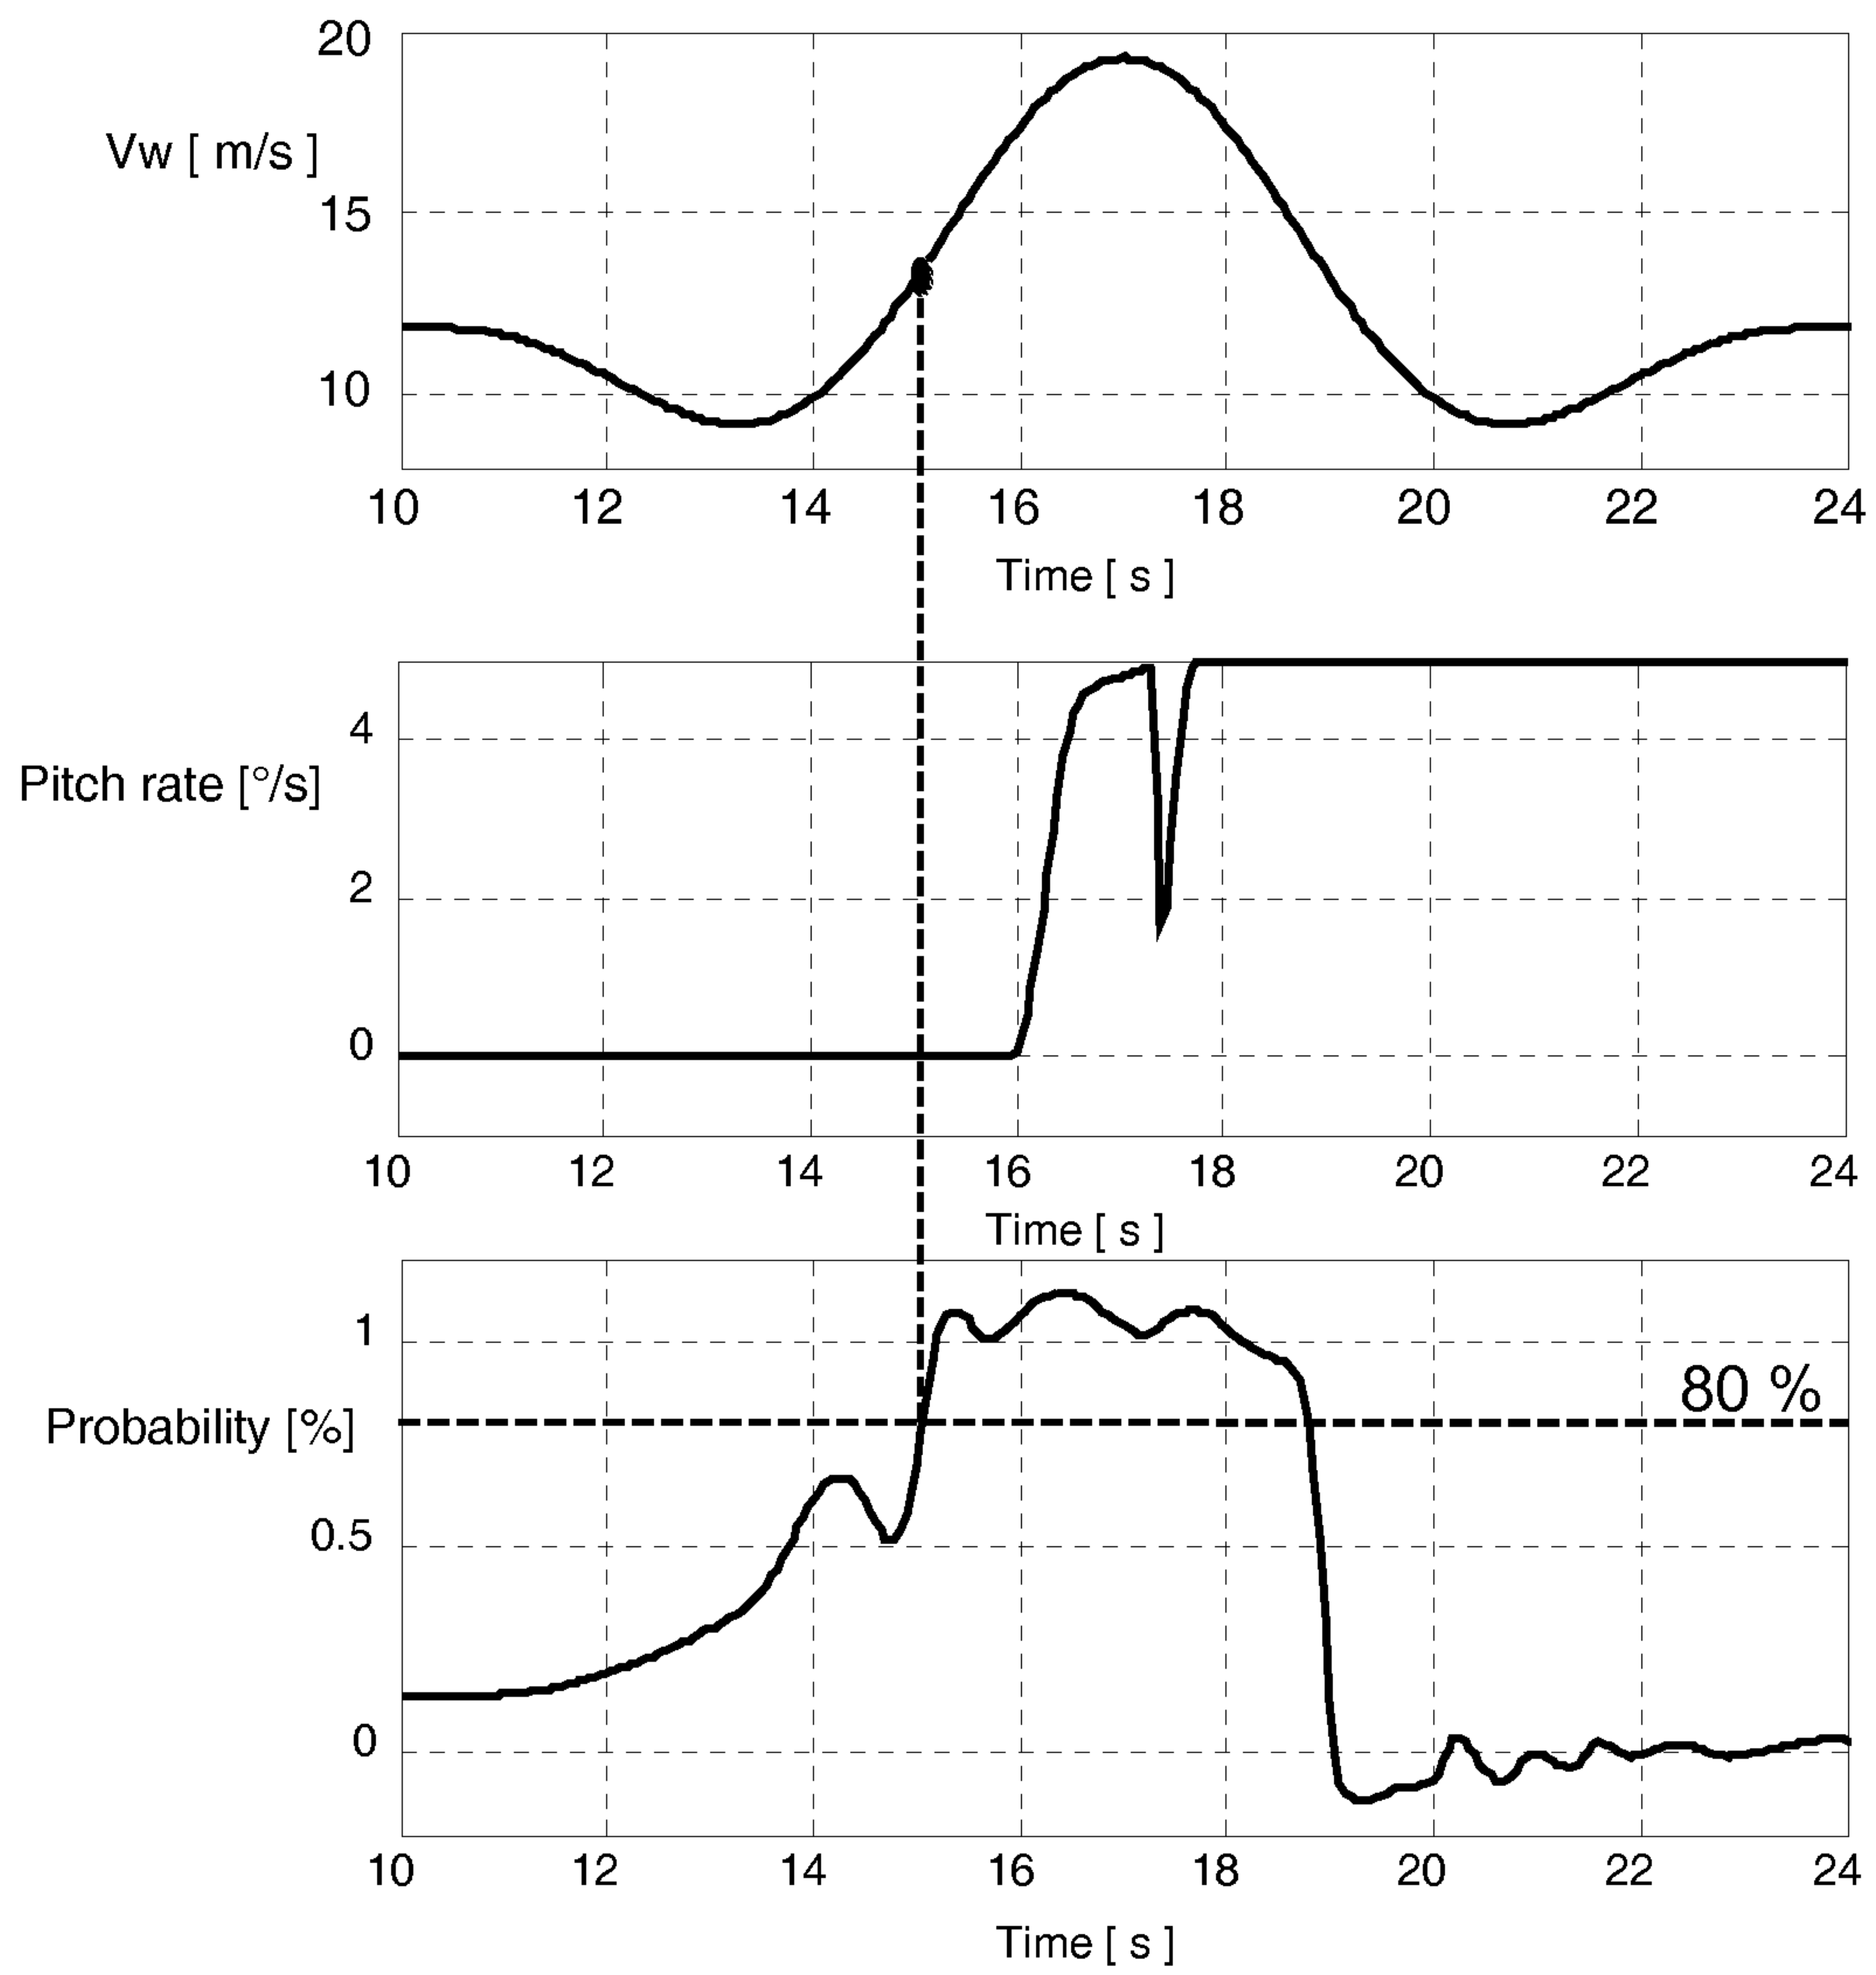 20
Vw [ m/s ]
15
10
10 12 14 16 18 20 22 24
Time [ s ]
4
Pitch rate [°/s]
2
0
10 12 14 16 18 20 22 24
Time [ s ]
1
80 %
Probability [%]
0.5
0
10 12 14 16 18 20 22 24
Time [ s ]